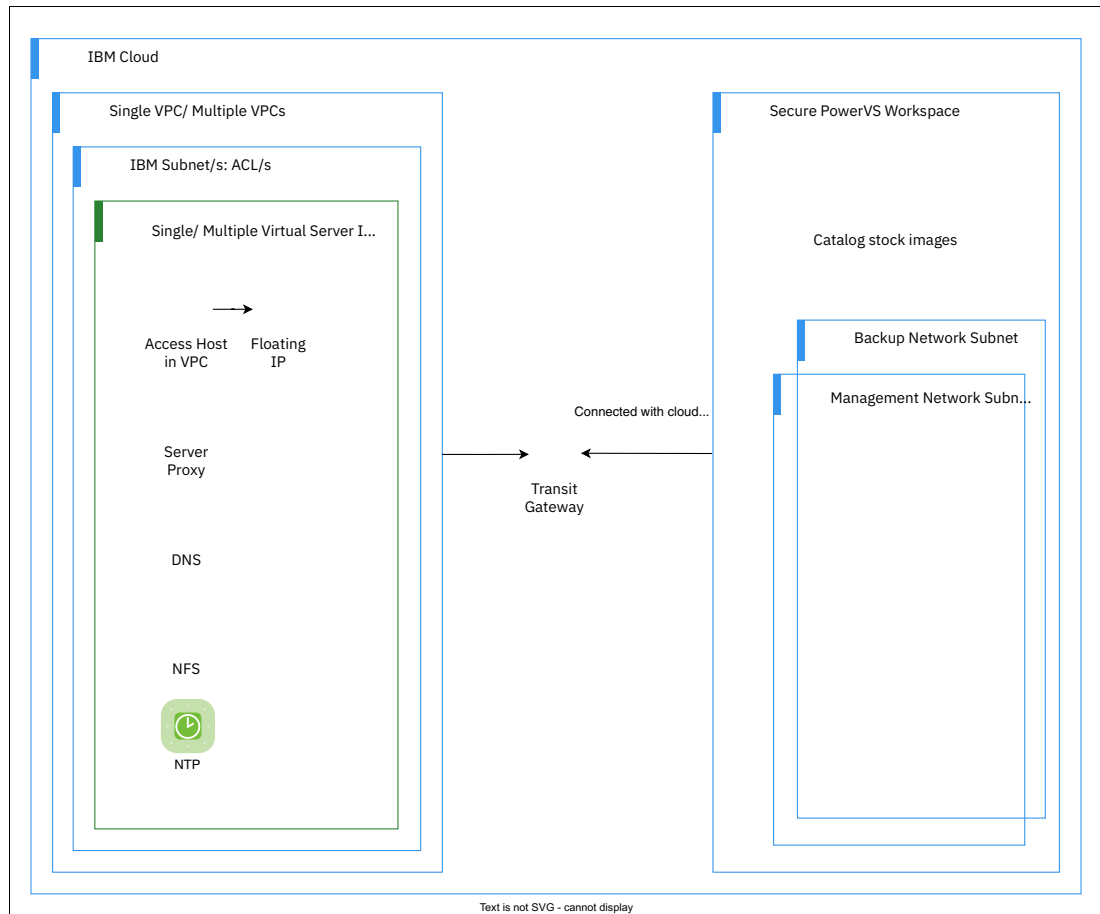 IBM Cloud
Single VPC/ Multiple VPCs
IBM Subnet/s: ACL/s
Single/ Multiple Virtual Server I...
Access Host
in VPC
Floating
IP
Server
Proxy
DNS
NFS
NTP
Connected with cloud...
Transit
Gateway
Secure PowerVS Workspace
Catalog stock images
Backup Network Subnet
Management Network Subn...
Text is not SVG - cannot display